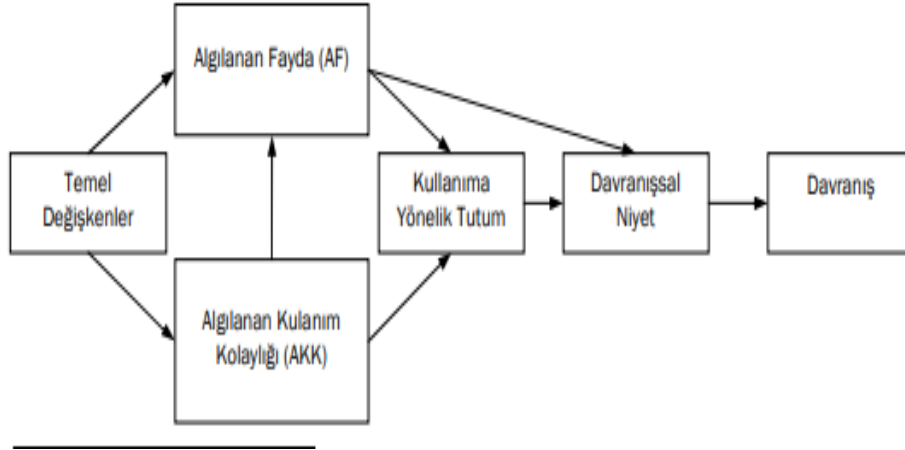 Algılanan Fayda (AF)
Temel
Değişkenler
Kullanıma
Yönelik Tutum
Davranışsal
Niyet
Davranış
Algılanan Kulanım
Kolaylığı (AKK)